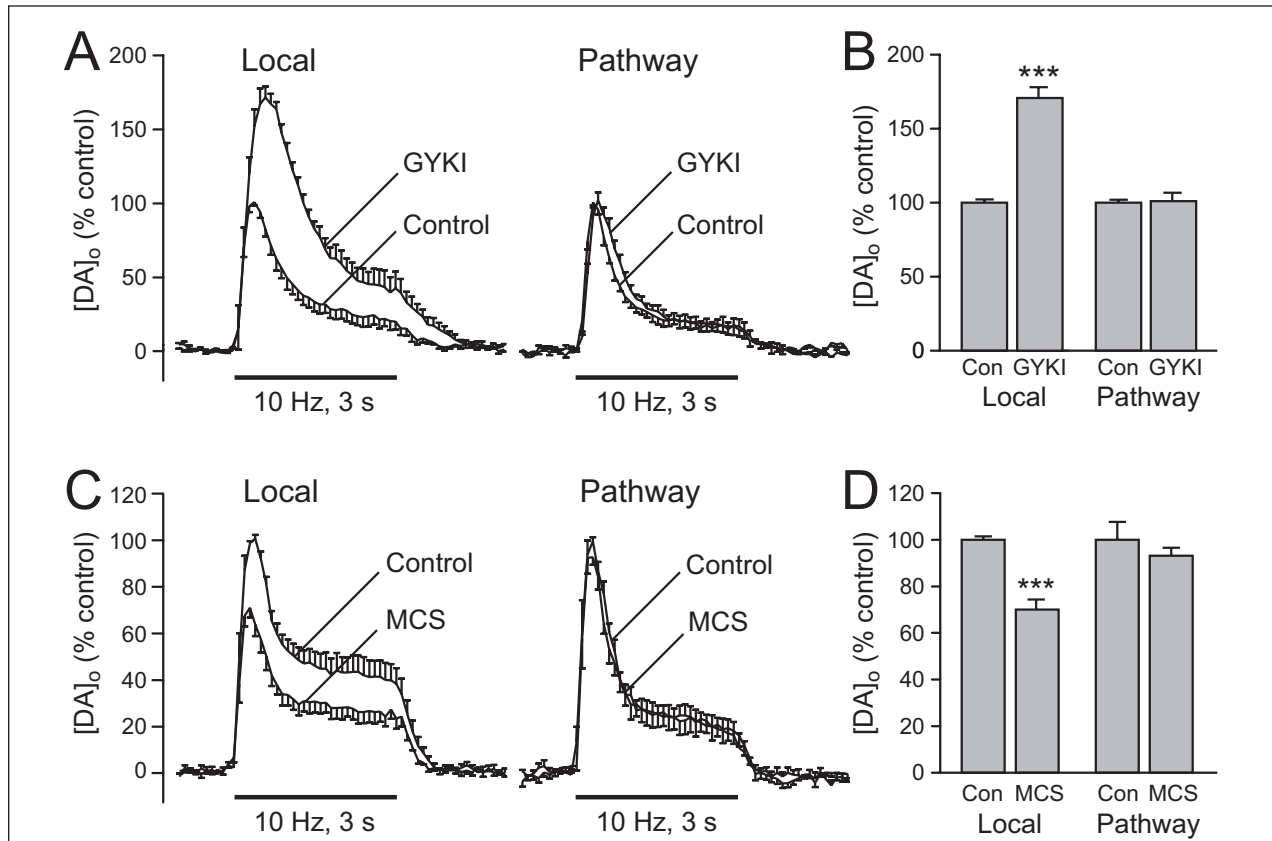 A
Local
Pathway
[DA]o (% control)
200
150
100
50
0
GYKI
Control
GYKI
Control
10 Hz, 3 s
10 Hz, 3 s
B
[DA]o (% control)
200
150
100
50
0
***
Con GYKI Con GYKI
Local Pathway
C
Local
Pathway
[DA]o (% control)
120
100
80
60
40
20
0
Control
MCS
Control
MCS
10 Hz, 3 s
10 Hz, 3 s
D
[DA]o (% control)
120
100
80
60
40
20
0
***
Con MCS Con MCS
Local Pathway